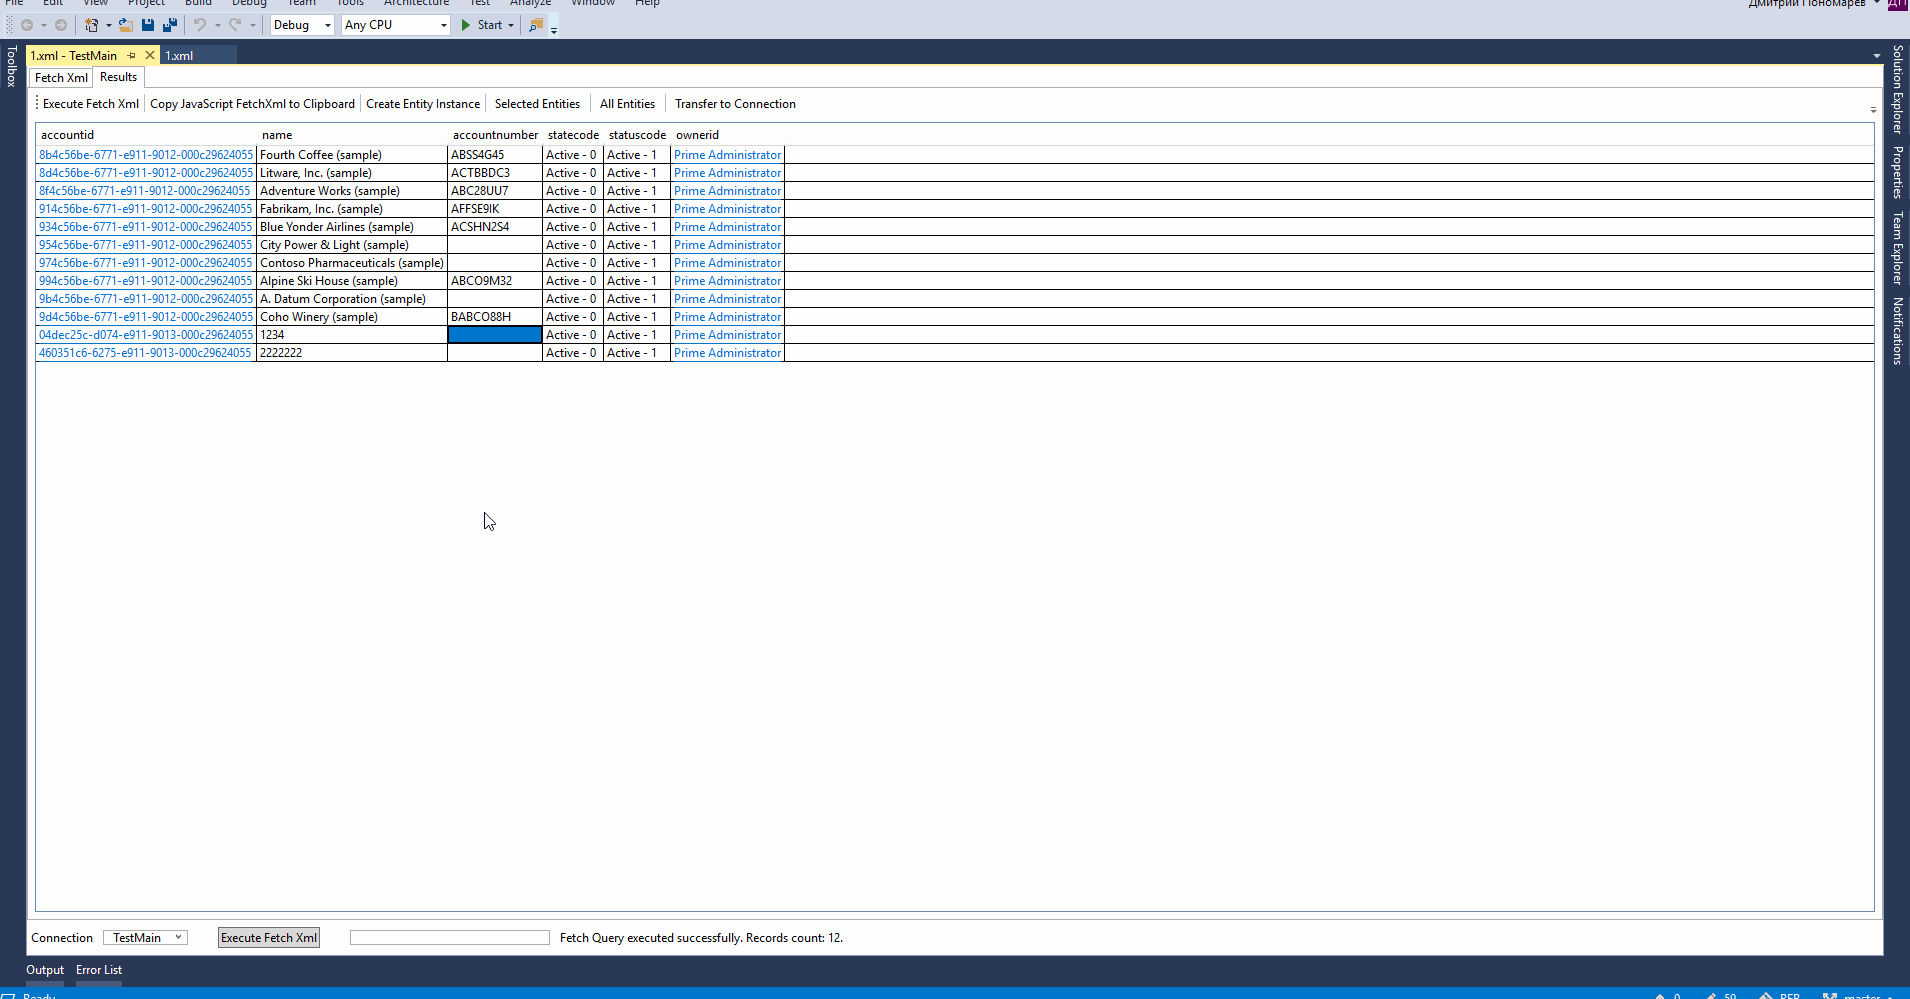 File Edit View Project Build Debug Team Tools Architecture Test Analyze Window Help Дмитрий Пономарев ДП
Debug Any CPU Start
Toolbox
1.xml - TestMain 1.xml
Fetch Xml Results
Execute Fetch Xml Copy JavaScript FetchXml to Clipboard Create Entity Instance Selected Entities All Entities Transfer to Connection
accountid name accountnumber statecode statuscode ownerid
8b4c56be-6771-e911-9012-000c29624055 Fourth Coffee (sample) ABSS4G45 Active - 0 Active - 1 Prime Administrator
8d4c56be-6771-e911-9012-000c29624055 Litware, Inc. (sample) ACTBBDC3 Active - 0 Active - 1 Prime Administrator
8f4c56be-6771-e911-9012-000c29624055 Adventure Works (sample) ABC28UU7 Active - 0 Active - 1 Prime Administrator
914c56be-6771-e911-9012-000c29624055 Fabrikam, Inc. (sample) AFFSE9IK Active - 0 Active - 1 Prime Administrator
934c56be-6771-e911-9012-000c29624055 Blue Yonder Airlines (sample) ACSHN2S4 Active - 0 Active - 1 Prime Administrator
954c56be-6771-e911-9012-000c29624055 City Power & Light (sample) Active - 0 Active - 1 Prime Administrator
974c56be-6771-e911-9012-000c29624055 Contoso Pharmaceuticals (sample) Active - 0 Active - 1 Prime Administrator
994c56be-6771-e911-9012-000c29624055 Alpine Ski House (sample) ABCO9M32 Active - 0 Active - 1 Prime Administrator
9b4c56be-6771-e911-9012-000c29624055 A. Datum Corporation (sample) Active - 0 Active - 1 Prime Administrator
9d4c56be-6771-e911-9012-000c29624055 Coho Winery (sample) BABCO88H Active - 0 Active - 1 Prime Administrator
04dec25c-d074-e911-9013-000c29624055 1234 Active - 0 Active - 1 Prime Administrator
460351c6-6275-e911-9013-000c29624055 2222222 Active - 0 Active - 1 Prime Administrator
Solution Explorer
Properties
Team Explorer
Notifications
Connection TestMain Execute Fetch Xml Fetch Query executed successfully. Records count: 12.
Output Error List
Ready 0 59 master